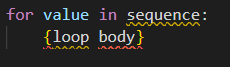 for value in sequence:
    {loop body}